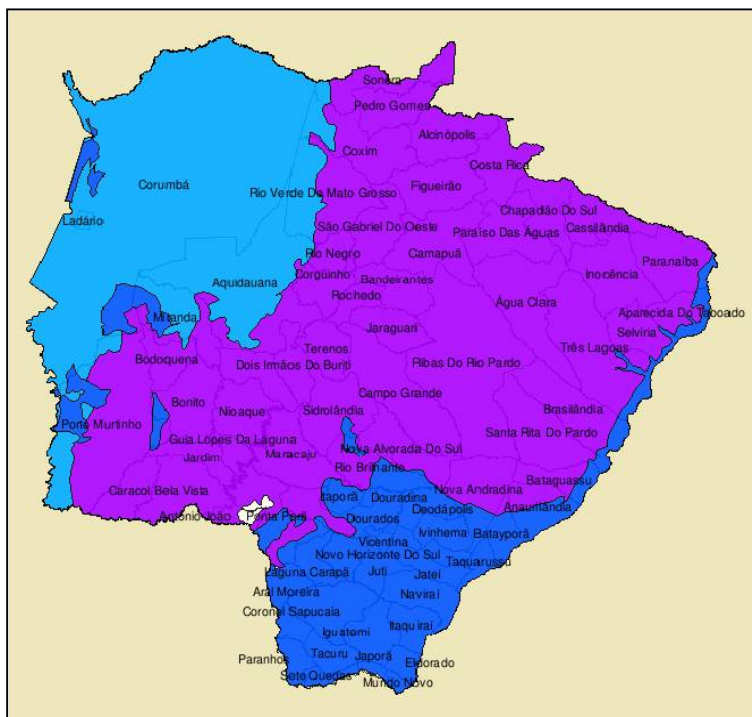 Sonora
Pedro Gomes
Alcinópolis
Coxim
Costa Rica
Corumbá
Figueirão
Rio Verde De Mato Grosso
Chapadão Do Sul
Ladário
São Gabriel Do Oeste
Paraíso Das Águas
Cassilândia
Rio Negro
Camapuã
Paranaíba
Corguinho
Inocência
Aquidauana
Bandeirantes
Rochedo
Água Clara
Miranda
Aparecida Do Taboado
Jaraguari
Selvíria
Terenos
Três Lagoas
Bodoquena
Dois Irmãos Do Buriti
Ribas Do Rio Pardo
Campo Grande
Bonito
Nioaque
Sidrolândia
Brasilândia
Porto Murtinho
Santa Rita Do Pardo
Guia Lopes Da Laguna
Nova Alvorada Do Sul
Jardim
Maracaju
Rio Brilhante
Bataguassu
Caracol
Bela Vista
Itaporã
Douradina
Nova Andradina
Deodápolis
Anaurilândia
Antônio João
Ponta Porã
Dourados
Ivinhema
Batayporã
Vicentina
Novo Horizonte Do Sul
Taquarussú
Laguna Carapã
Juti
Jateí
Aral Moreira
Naviraí
Coronel Sapucaia
Iguatemi
Itaquiraí
Paranhos
Tacuru
Japorã
Eldorado
Sete Quedas
Mundo Novo